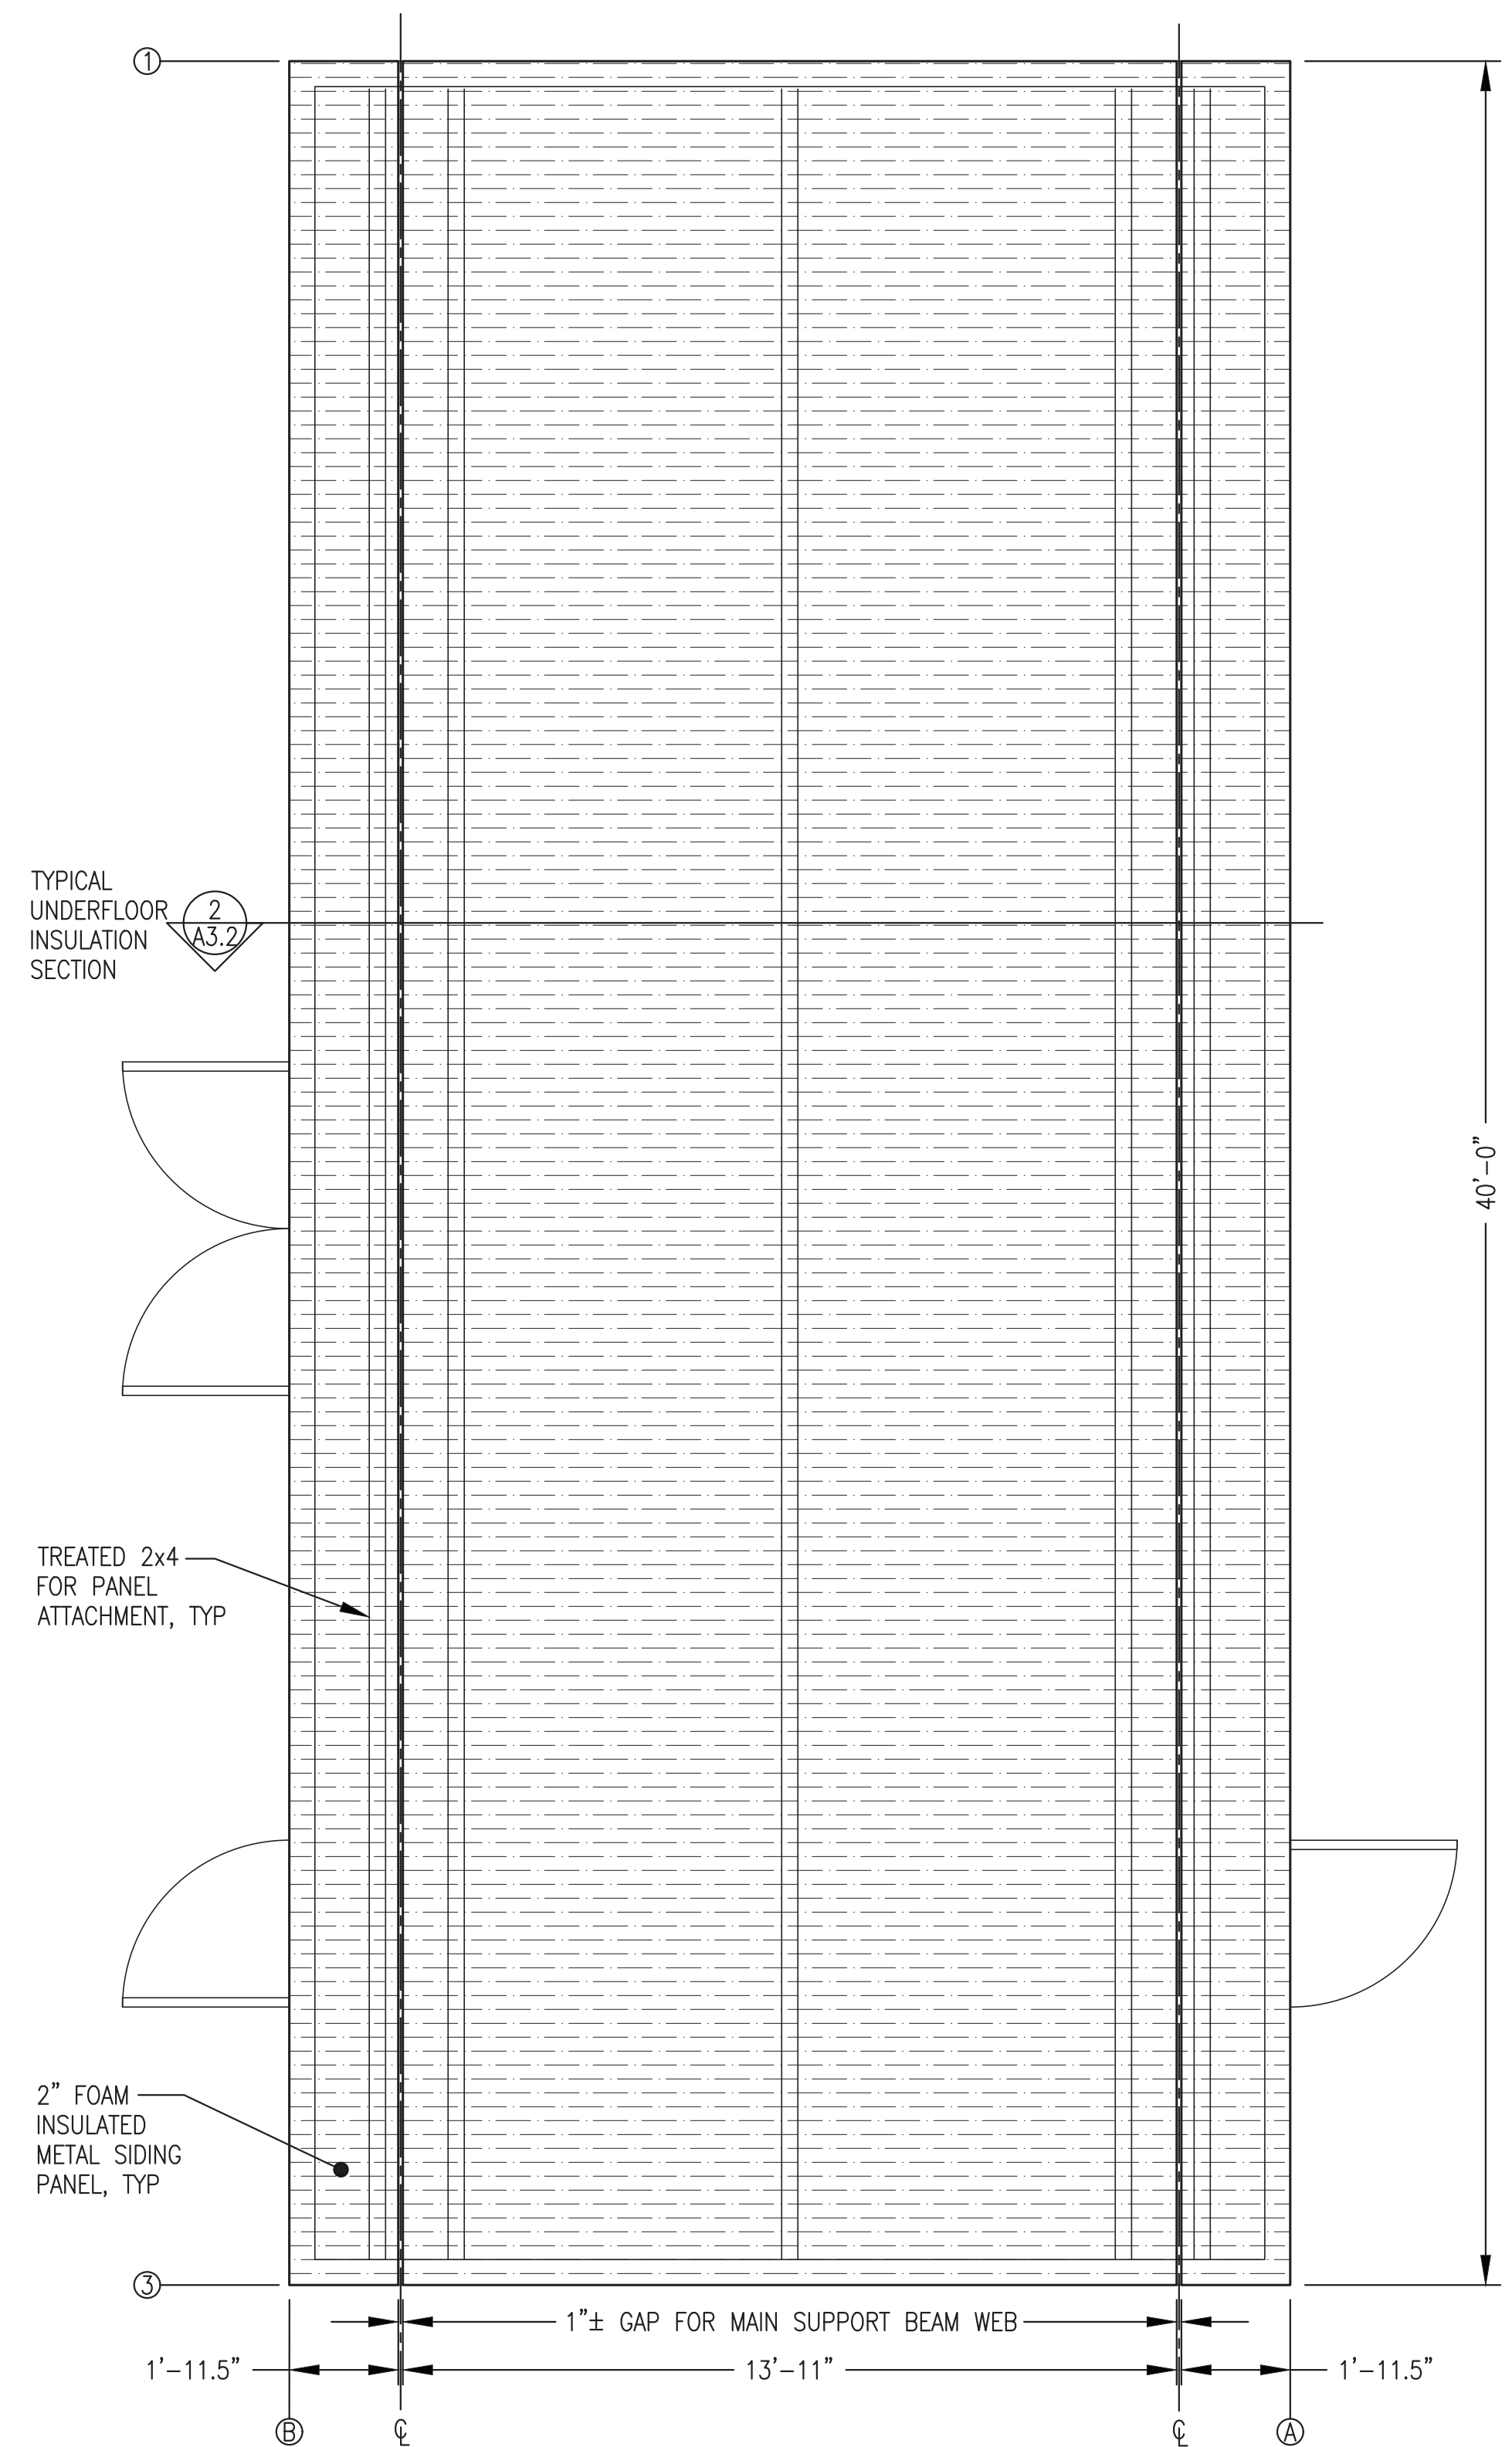 1
TYPICAL
UNDERFLOOR
INSULATION
SECTION
2
A3.2
40'-0"
TREATED 2x4
FOR PANEL
ATTACHMENT, TYP
2" FOAM
INSULATED
METAL SIDING
PANEL, TYP
3
1"± GAP FOR MAIN SUPPORT BEAM WEB
1'-11.5"
13'-11"
1'-11.5"
B
℄
℄
A